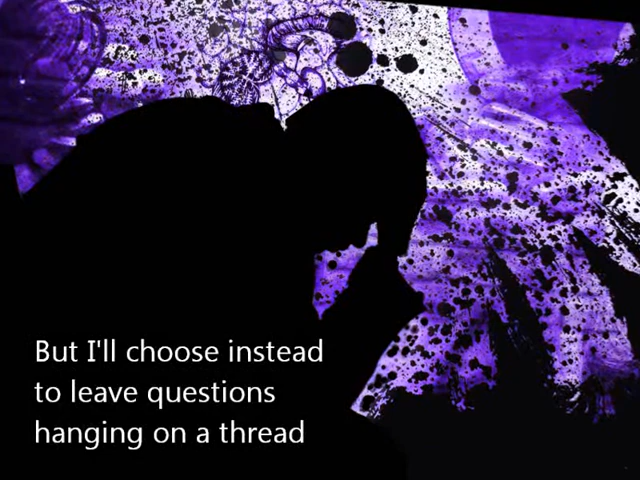 But I'll choose instead
to leave questions
hanging on a thread